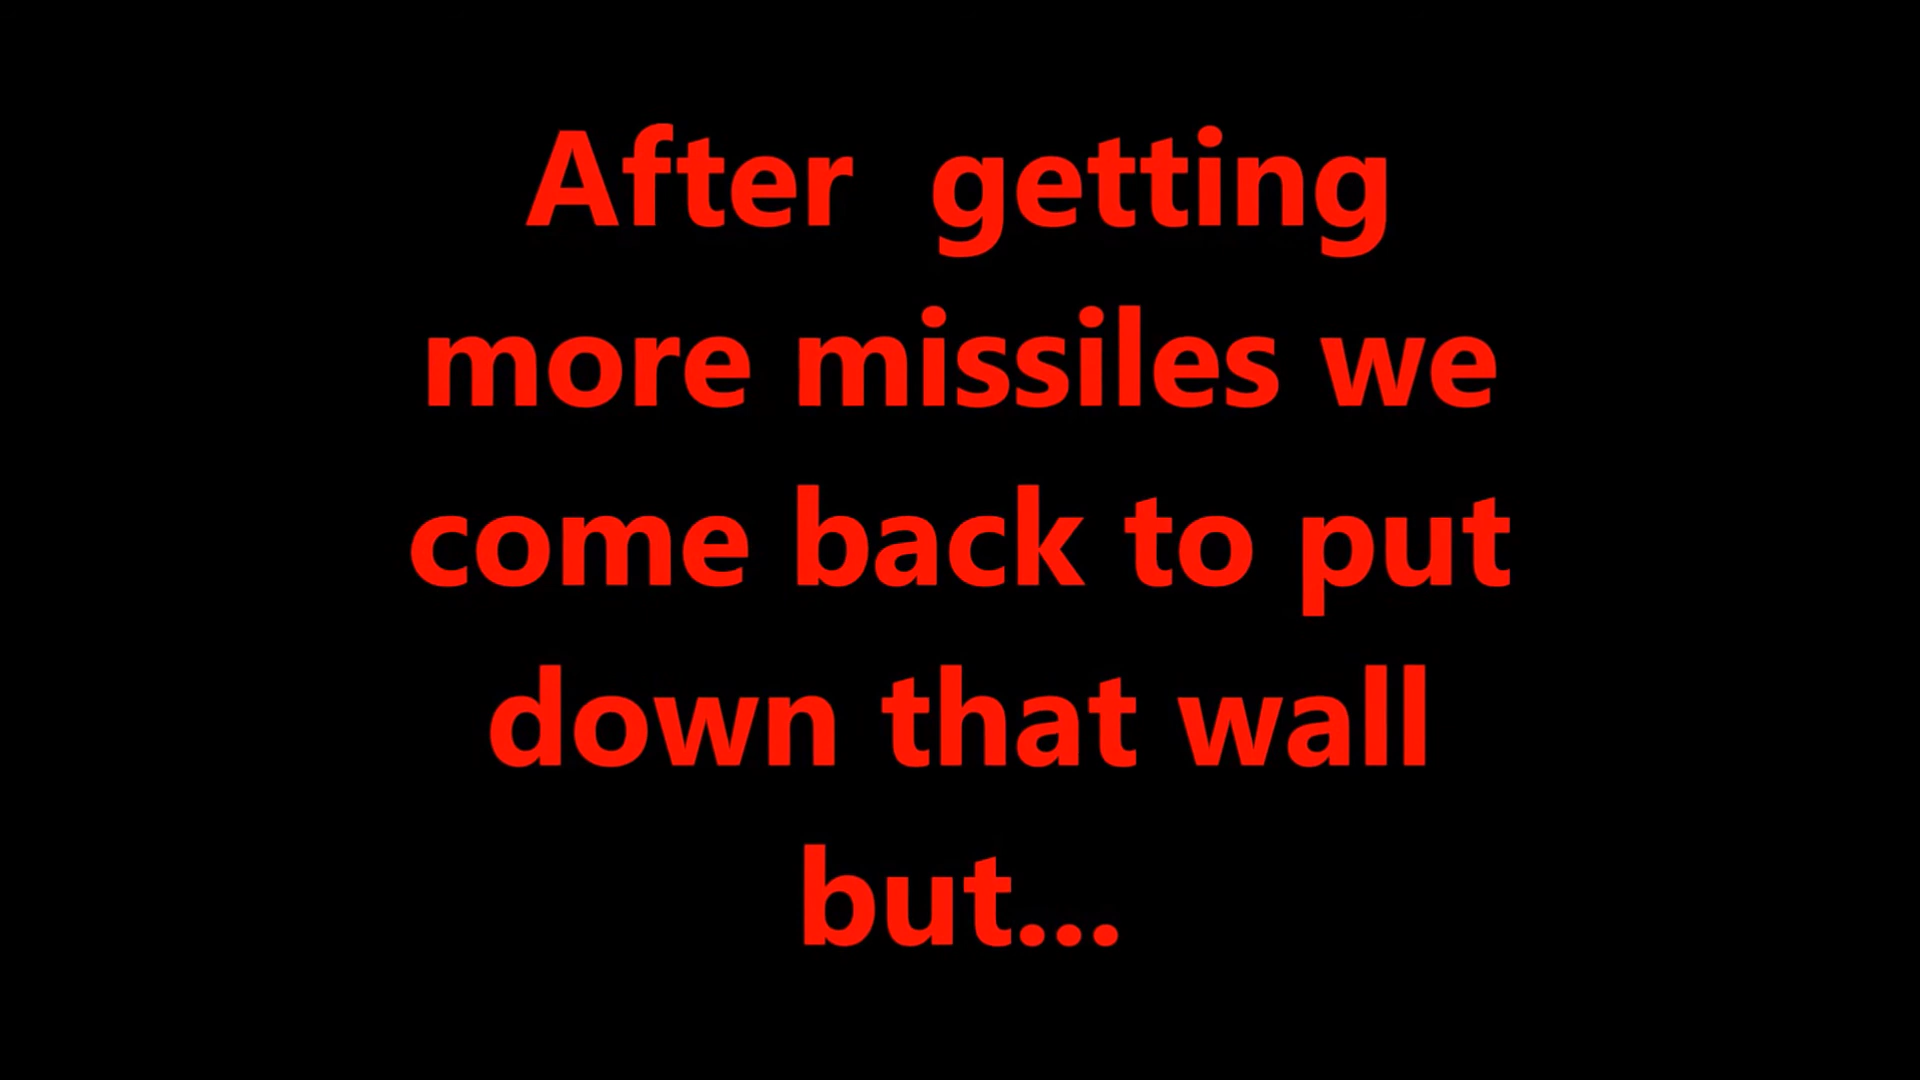 After  getting
more missiles we
come back to put
down that wall
but...